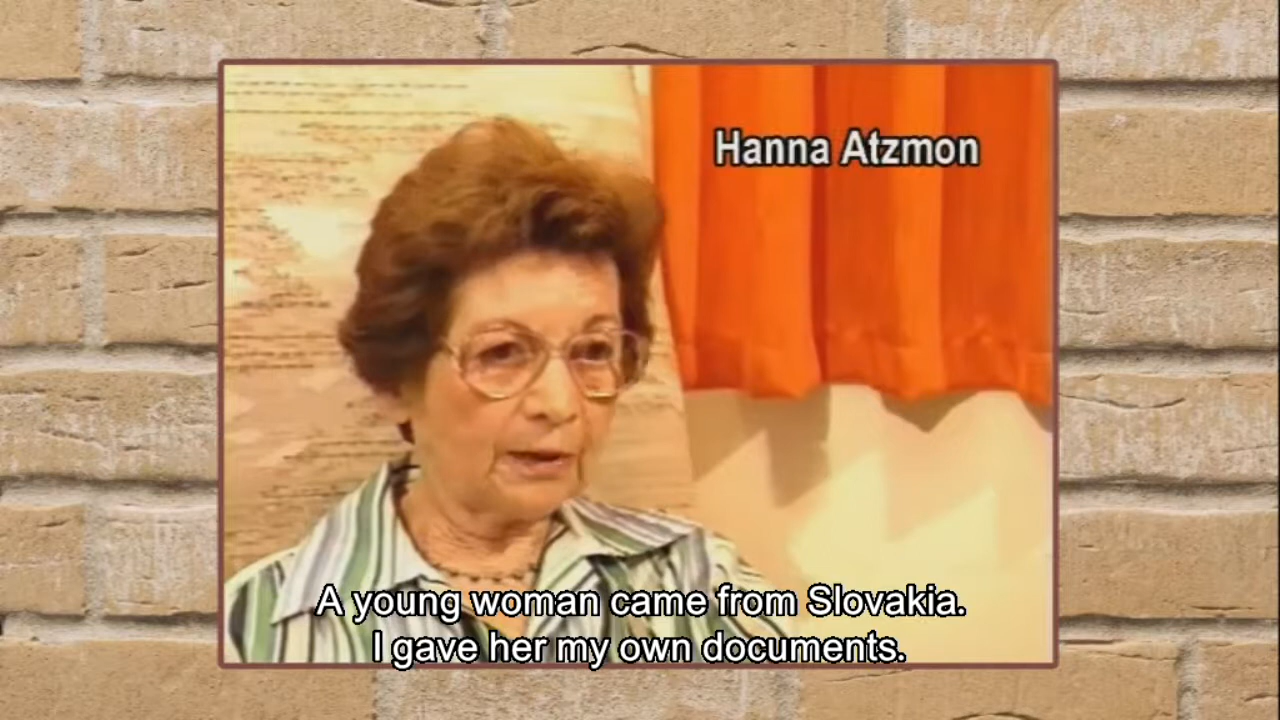 Hanna Atzmon
A young woman came from Slovakia.
I gave her my own documents.